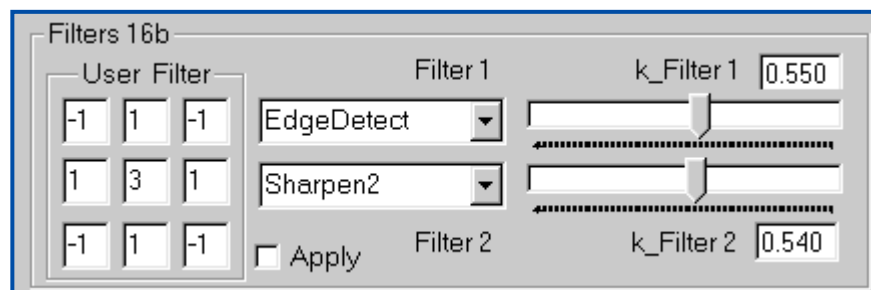 Filters 16b
User Filter
Filter 1 k_Filter 1 0.550
-1 1 -1 EdgeDetect
1 3 1 Sharpen2
-1 1 -1 Apply Filter 2 k_Filter 2 0.540